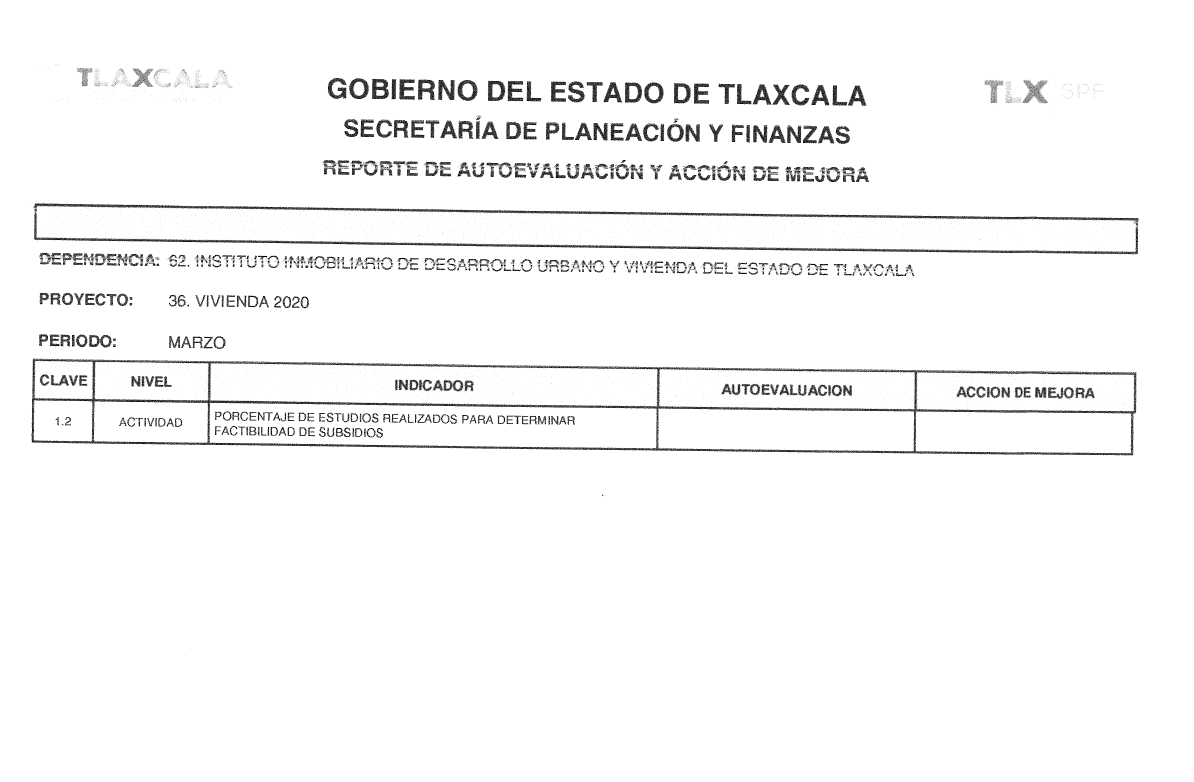 TLAXCALA
GOBIERNO DEL ESTADO DE TLAXCALA
TLX SPF
SECRETARÍA DE PLANEACIÓN Y FINANZAS
REPORTE DE AUTOEVALUACIÓN Y ACCIÓN DE MEJORA
DEPENDENCIA: 62. INSTITUTO INMOBILIARIO DE DESARROLLO URBANO Y VIVIENDA DEL ESTADO DE TLAXCALA
PROYECTO: 36. VIVIENDA 2020
PERIODO: MARZO
CLAVE NIVEL INDICADOR AUTOEVALUACION ACCION DE MEJORA
1.2 ACTIVIDAD PORCENTAJE DE ESTUDIOS REALIZADOS PARA DETERMINAR
FACTIBILIDAD DE SUBSIDIOS